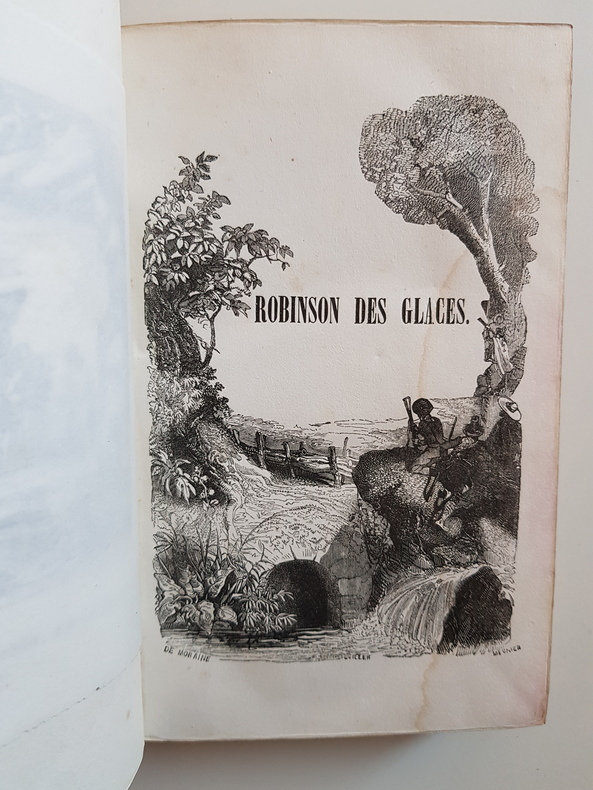 ROBINSON DES GLACES.
DE MORAINE